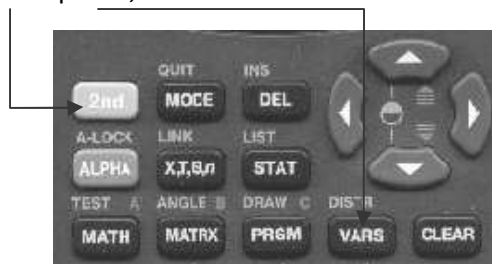 QUIT INS
2nd MODE DEL
A-LOCK LINK LIST
ALPHA X,T,θ,n STAT
TEST A ANGLE B DRAW C DISTR
MATH MATRX PRGM VARS CLEAR